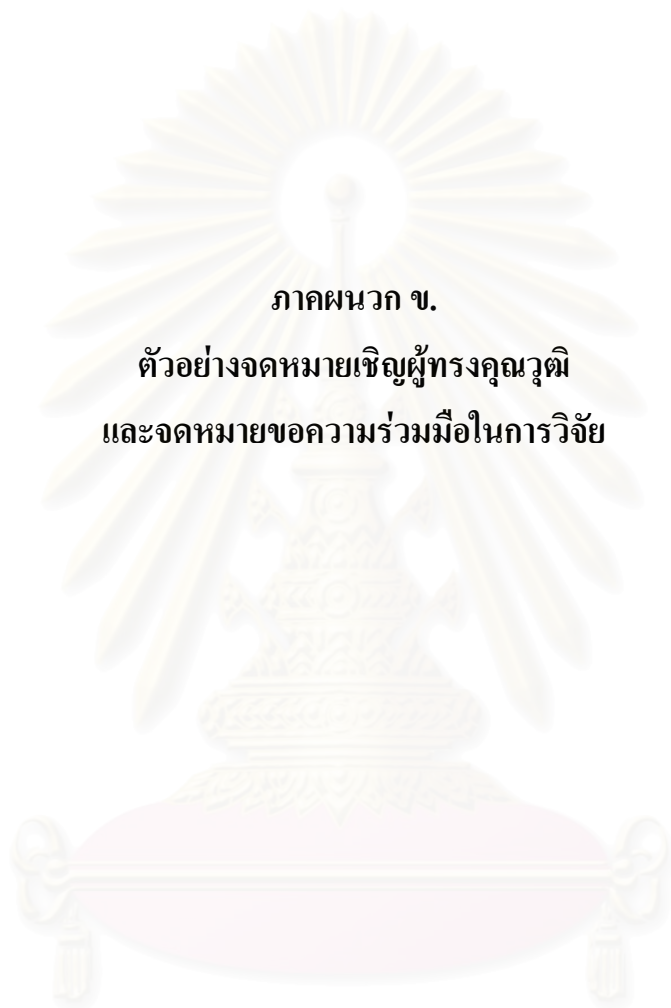 ภาคผนวก ข.
ตัวอย่างจดหมายเชิญผู้ทรงคุณวุฒิ
และจดหมายขอความร่วมมือในการวิจัย